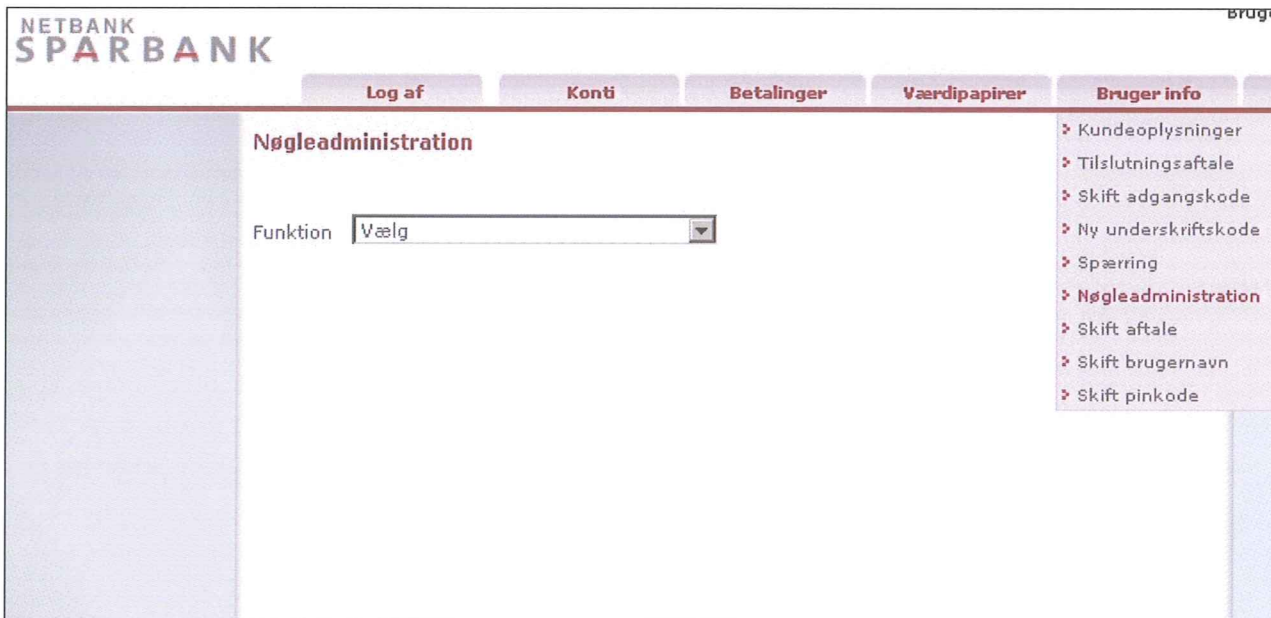 NETBANK
SPARBANK
Log af
Konti
Betalinger
Værdipapirer
Bruger info
Nøgleadministration
Funktion
Vælg
Kundeoplysninger
Tilslutningsaftale
Skift adgangskode
Ny underskriftskode
Spærring
Nøgleadministration
Skift aftale
Skift brugernavn
Skift pinkode